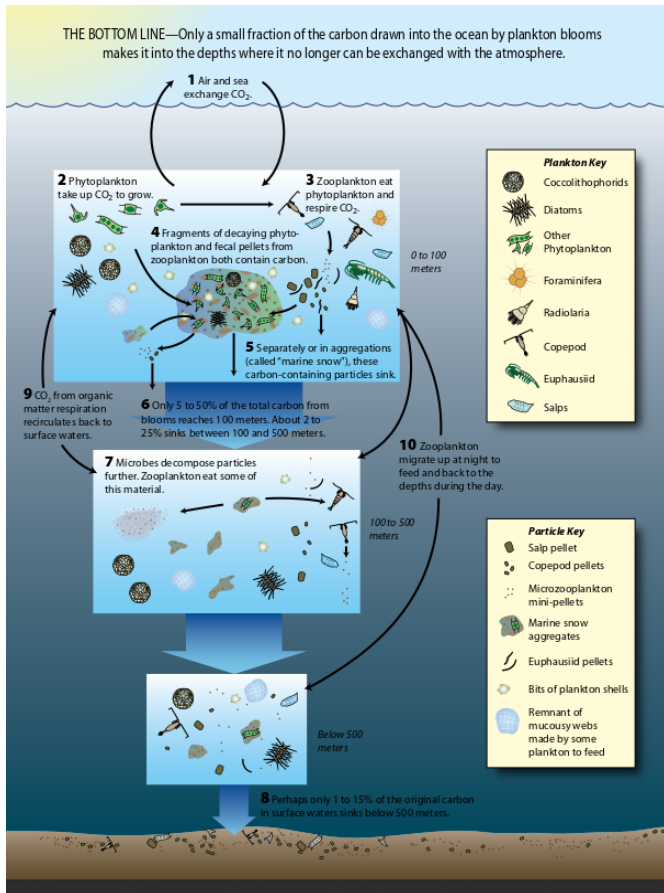 THE BOTTOM LINE—Only a small fraction of the carbon drawn into the ocean by plankton blooms
makes it into the depths where it no longer can be exchanged with the atmosphere.
1 Air and sea
exchange CO₂.
2 Phytoplankton
take up CO₂ to grow.
3 Zooplankton eat
phytoplankton and
respire CO₂.
4 Fragments of decaying phyto-
plankton and fecal pellets from
zooplankton both contain carbon.
0 to 100
meters
5 Separately or in aggregations
(called “marine snow”), these
carbon-containing particles sink.
6 Only 5 to 50% of the total carbon from
blooms reaches 100 meters. About 2 to
25% sinks between 100 and 500 meters.
9 CO₂ from organic
matter respiration
recirculates back to
surface waters.
10 Zooplankton
migrate up at night to
feed and back to the
depths during the day.
7 Microbes decompose particles
further. Zooplankton eat some
of this material.
100 to 500
meters
Below 500
meters
8 Perhaps only 1 to 15% of the original carbon
in surface waters sinks below 500 meters.
Plankton Key
Coccolithophorids
Diatoms
Other
Phytoplankton
Foraminifera
Radiolaria
Copepod
Euphausiid
Salps
Particle Key
Salp pellet
Copepod pellets
Microzooplankton
mini-pellets
Marine snow
aggregates
Euphausiid pellets
Bits of plankton shells
Remnant of
mucousy webs
made by some
plankton to feed